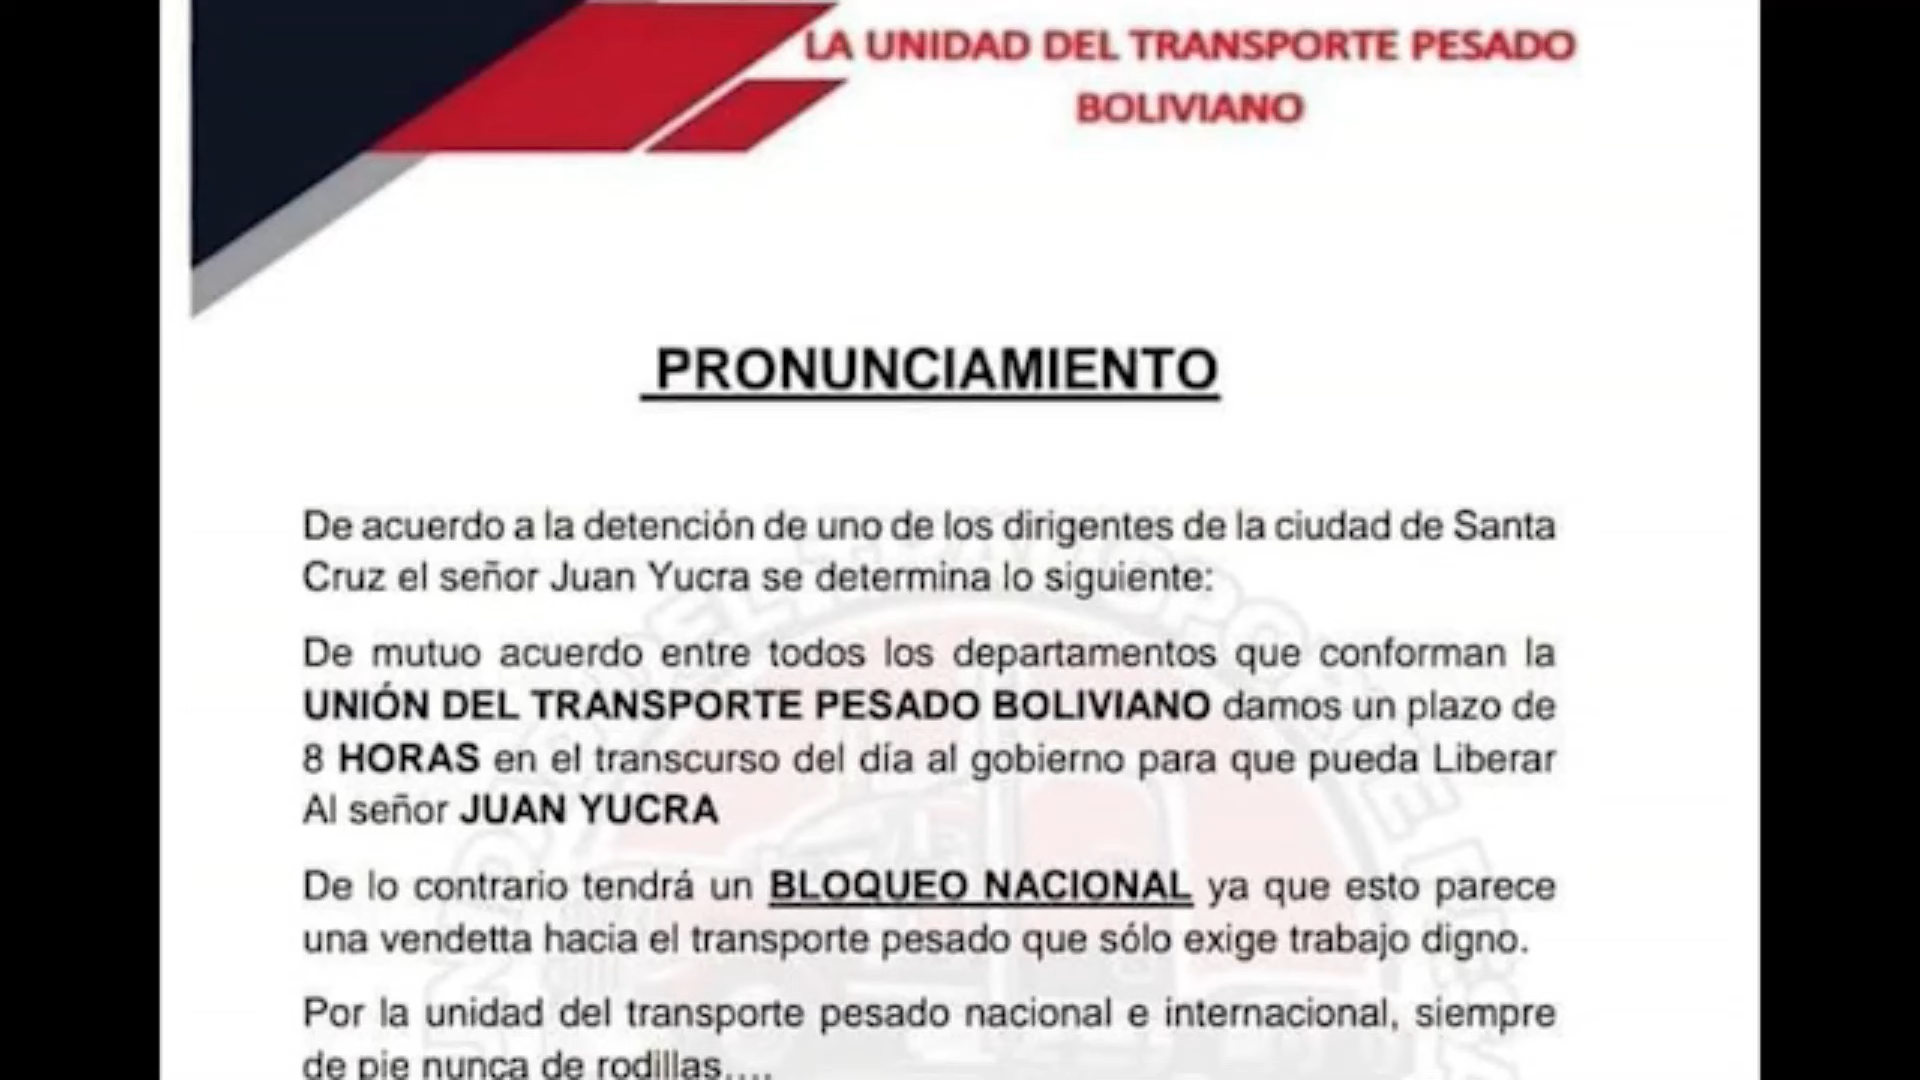 LA UNIDAD DEL TRANSPORTE PESADO
BOLIVIANO
PRONUNCIAMIENTO
De acuerdo a la detención de uno de los dirigentes de la ciudad de Santa
Cruz el señor Juan Yucra se determina lo siguiente:
De mutuo acuerdo entre todos los departamentos que conforman la
UNIÓN DEL TRANSPORTE PESADO BOLIVIANO damos un plazo de
8 HORAS en el transcurso del día al gobierno para que pueda Liberar
Al señor JUAN YUCRA
De lo contrario tendrá un BLOQUEO NACIONAL ya que esto parece
una vendetta hacia el transporte pesado que sólo exige trabajo digno.
Por la unidad del transporte pesado nacional e internacional, siempre
de pie nunca de rodillas....